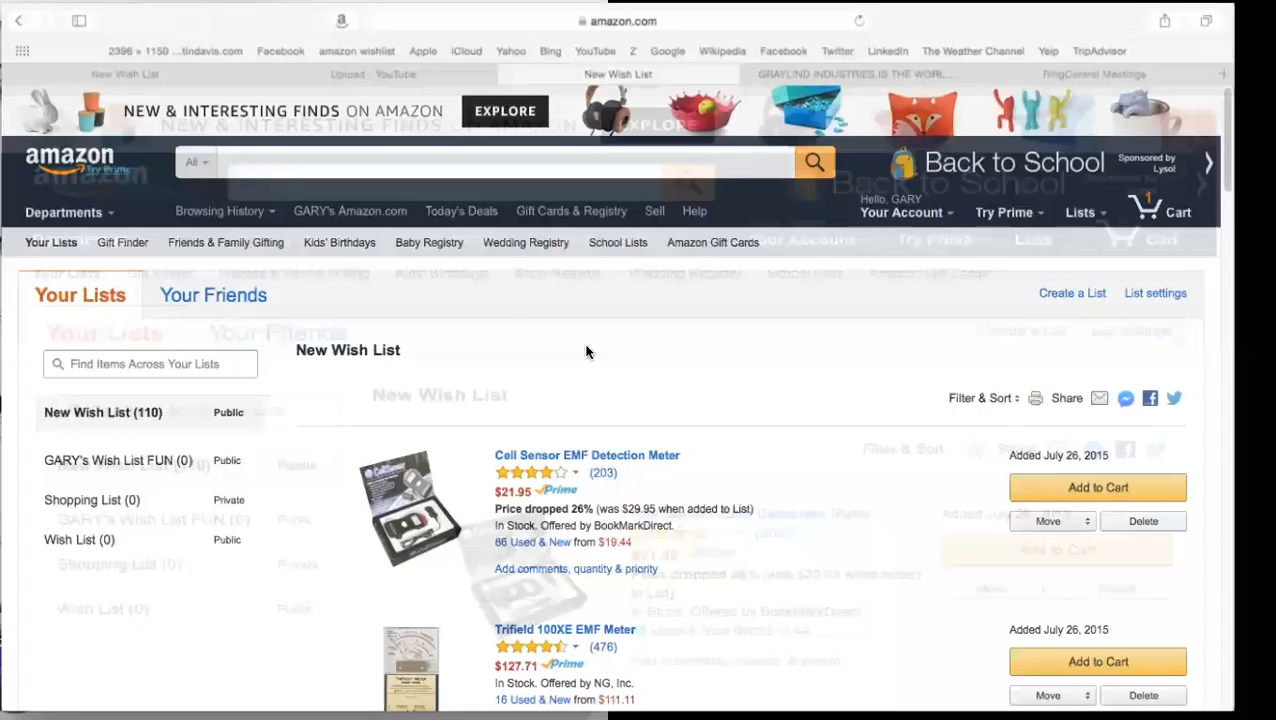 amazon.com
2396 × 1150 ...tindavis.com Facebook amazon wishlist Apple iCloud Yahoo Bing YouTube Z Google Wikipedia Facebook Twitter LinkedIn The Weather Channel Yelp TripAdvisor
New Wish List Upload - YouTube New Wish List GRAYLIND INDUSTRIES IS THE WORL... RingCentral Meetings
NEW & INTERESTING FINDS ON AMAZON EXPLORE
amazon Try Prime All Back to School Sponsored by Lysol
Hello, GARY
Departments Browsing History GARY's Amazon.com Today's Deals Gift Cards & Registry Sell Help Your Account Try Prime Lists 1 Cart
Your Lists Gift Finder Friends & Family Gifting Kids' Birthdays Baby Registry Wedding Registry School Lists Amazon Gift Cards
Your Lists Your Friends Create a List List settings
New Wish List
Find Items Across Your Lists
Filter & Sort Share
New Wish List (110) Public
GARY's Wish List FUN (0) Public
Shopping List (0) Private
Wish List (0) Public
Cell Sensor EMF Detection Meter Added July 26, 2015
(203)
$21.95 Prime Add to Cart
Price dropped 26% (was $29.95 when added to List)
In Stock. Offered by BookMarkDirect. Move Delete
86 Used & New from $19.44
Add comments, quantity & priority
Trifield 100XE EMF Meter Added July 26, 2015
(476)
$127.71 Prime Add to Cart
In Stock. Offered by NG, Inc.
16 Used & New from $111.11 Move Delete